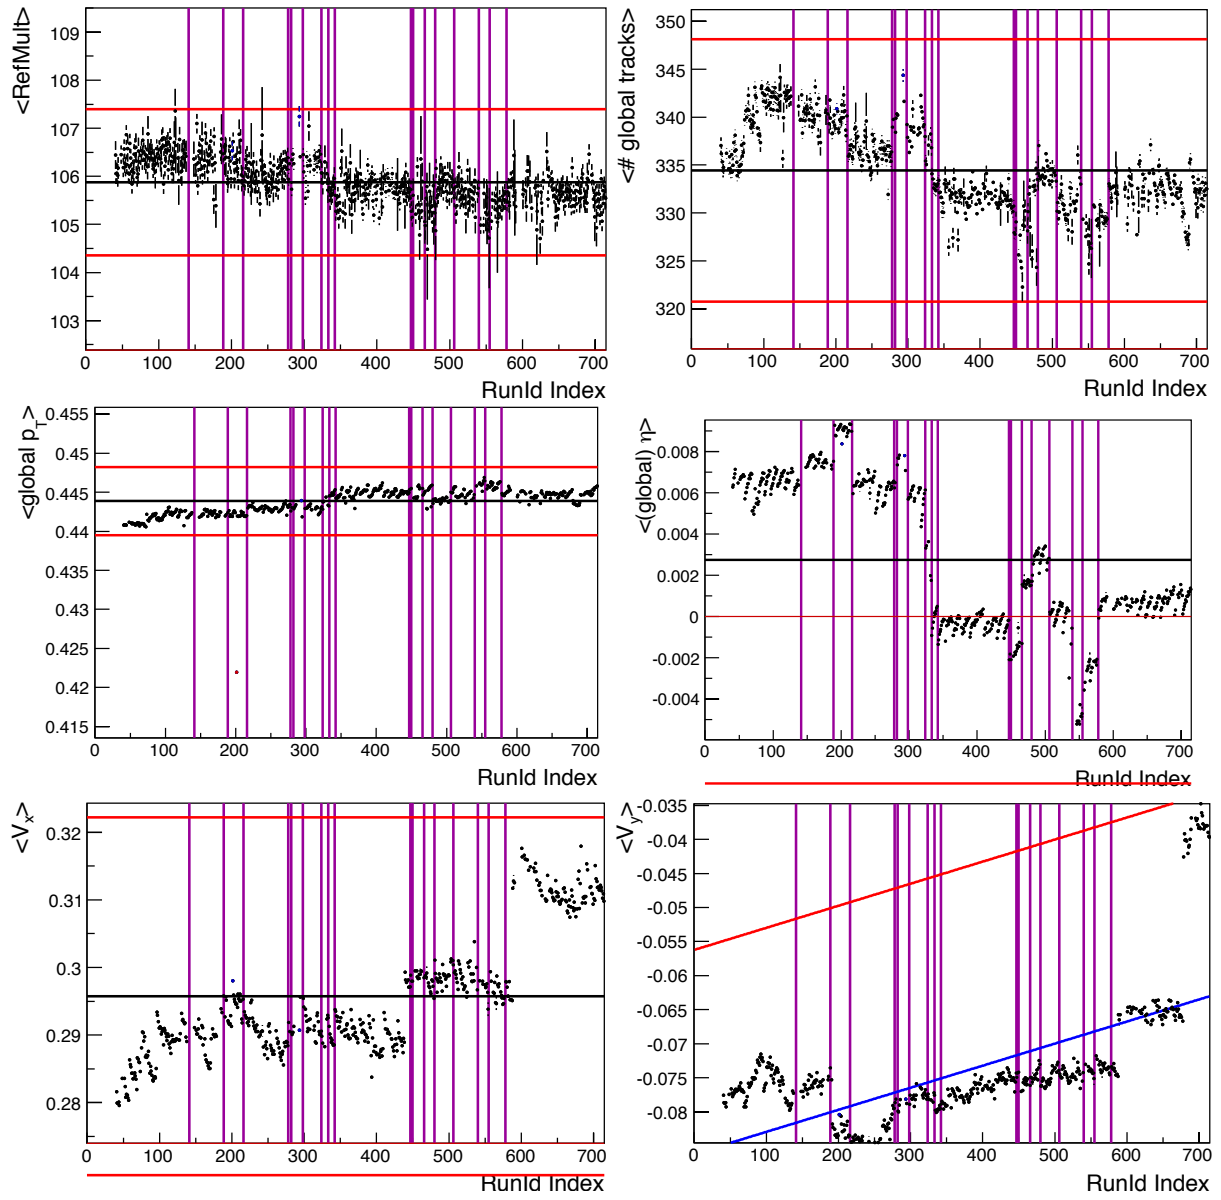 <RefMult>
109
108
107
106
105
104
103
0 100 200 300 400 500 600 700
RunId Index
<# global tracks>
350
345
340
335
330
325
320
0 100 200 300 400 500 600 700
RunId Index
<global p_T>
0.455
0.45
0.445
0.44
0.435
0.43
0.425
0.42
0.415
0 100 200 300 400 500 600 700
RunId Index
<(global) η>
0.008
0.006
0.002
0
-0.002
-0.004
0 100 200 300 400 500 600 700
RunId Index
<V_x>
0.32
0.31
0.3
0.29
0.28
0 100 200 300 400 500 600 700
RunId Index
<V_y>
-0.035
-0.04
-0.045
-0.05
-0.055
-0.06
-0.065
-0.07
-0.075
-0.08
0 100 200 300 400 500 600 700
RunId Index